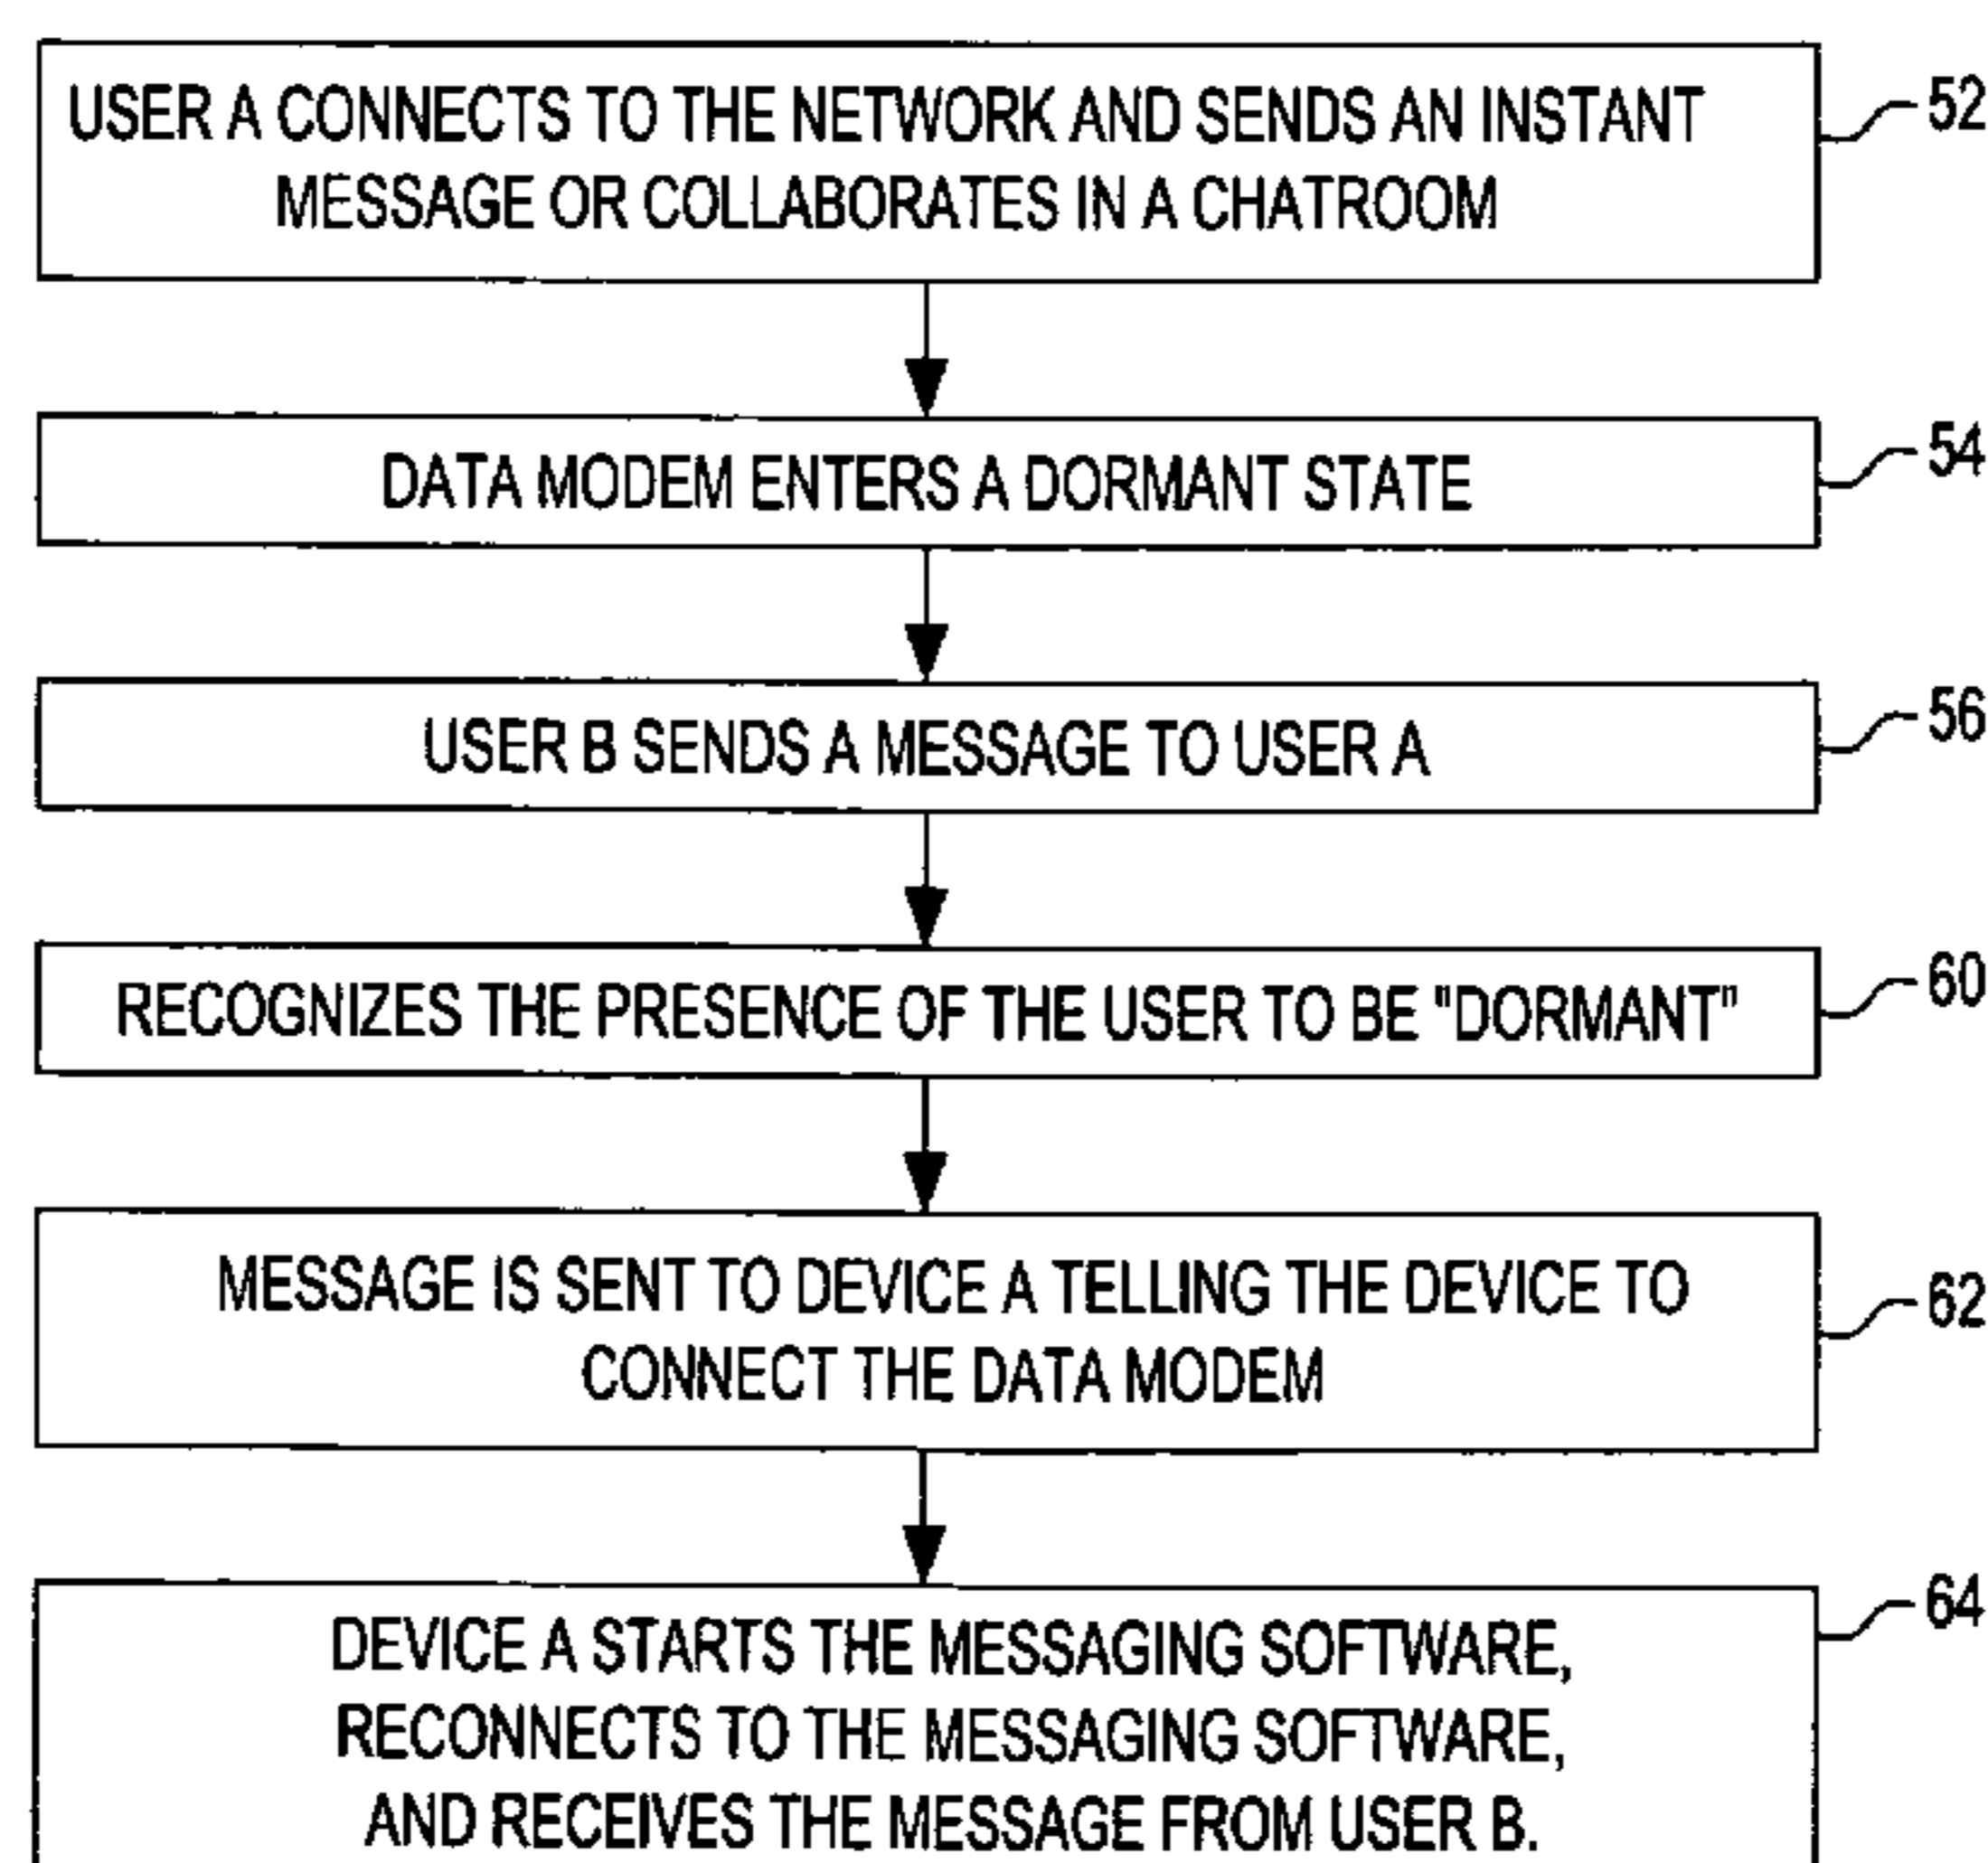 USER A CONNECTS TO THE NETWORK AND SENDS AN INSTANT
MESSAGE OR COLLABORATES IN A CHATROOM
52
DATA MODEM ENTERS A DORMANT STATE
54
USER B SENDS A MESSAGE TO USER A
56
RECOGNIZES THE PRESENCE OF THE USER TO BE "DORMANT"
60
MESSAGE IS SENT TO DEVICE A TELLING THE DEVICE TO
CONNECT THE DATA MODEM
62
DEVICE A STARTS THE MESSAGING SOFTWARE,
RECONNECTS TO THE MESSAGING SOFTWARE,
AND RECEIVES THE MESSAGE FROM USER B.
64